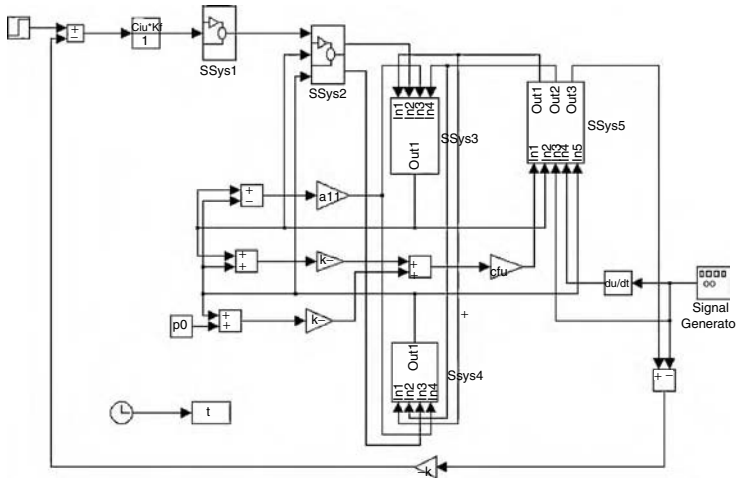 Ciu*Kf
1
+
−
SSys1
SSys2
In1
In2
In3
In4
Out1
SSys3
Out1
Out2
Out3
In1
In2
In3
In4
In5
SSys5
+
−
a11
+
+
k−
+
+
cfu
p0
+
+
k−
du/dt
Signal
Generato
+
Out1
In1
In2
In3
In4
Ssys4
+ −
t
−k